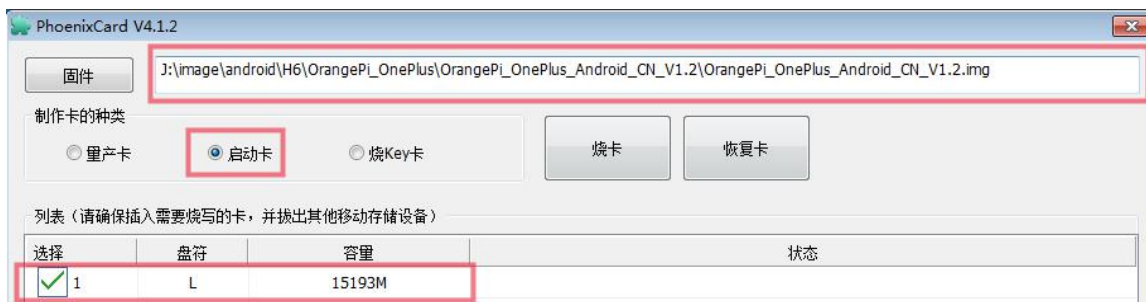 PhoenixCard V4.1.2
固件 J:\image\android\H6\OrangePi_OnePlus\OrangePi_OnePlus_Android_CN_V1.2\OrangePi_OnePlus_Android_CN_V1.2.img
制作卡的种类
量产卡 启动卡 烧Key卡 烧卡 恢复卡
列表（请确保插入需要烧写的卡，并拔出其他移动存储设备）
选择 盘符 容量 状态
1 L 15193M